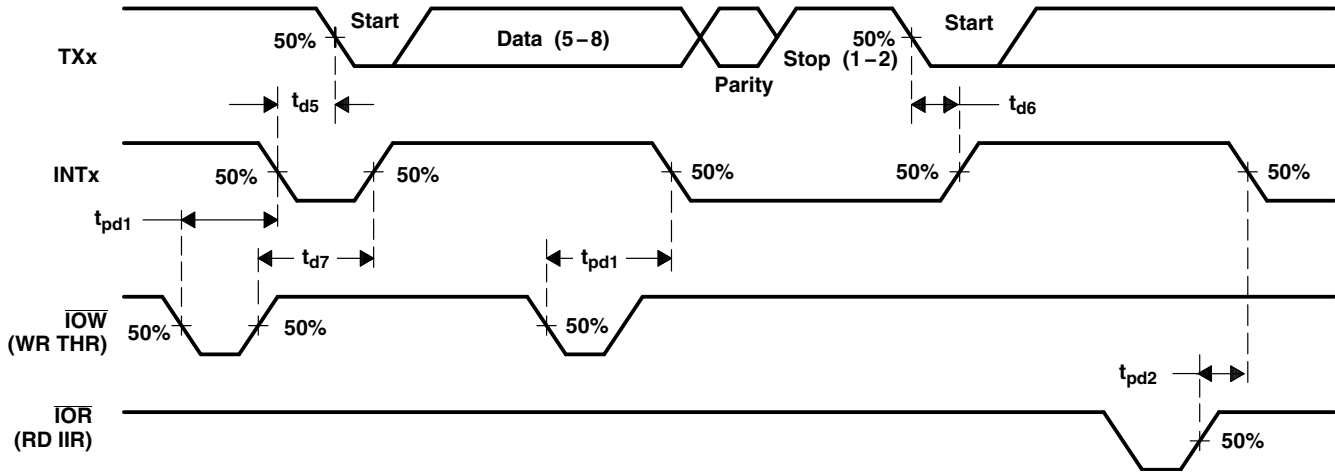 Start
Start
50%
Data (5–8)
50%
TXx
Stop (1–2)
Parity
td5
td6
INTx
50%
50%
50%
50%
50%
tpd1
td7
tpd1
IOW
(WR THR)
50%
50%
50%
tpd2
IOR
(RD IIR)
50%